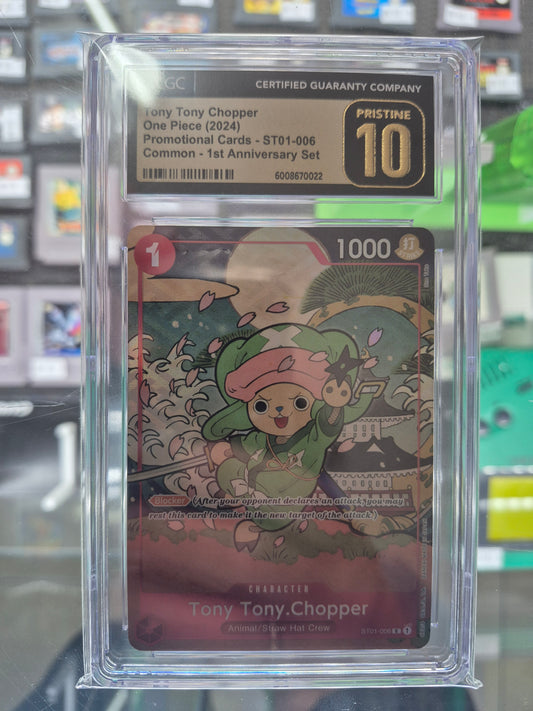 CGC
CERTIFIED GUARANTY COMPANY
Tony Tony Chopper
One Piece (2024)
Promotional Cards - ST01-006
Common - 1st Anniversary Set
PRISTINE
10
6008670022
1
1000
打
Blocker (After your opponent declares an attack, you may
rest this card to make it the new target of the attack.)
CHARACTER
Tony Tony.Chopper
Animal/Straw Hat Crew
ST01-006 C 1